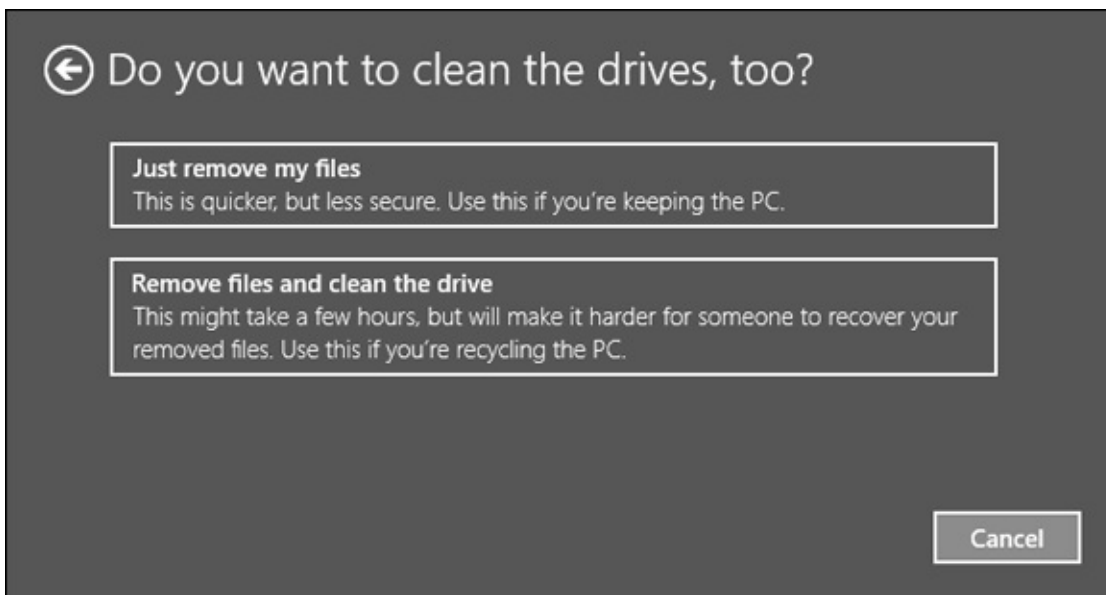 Do you want to clean the drives, too?
Just remove my files
This is quicker, but less secure. Use this if you're keeping the PC.
Remove files and clean the drive
This might take a few hours, but will make it harder for someone to recover your
removed files. Use this if you're recycling the PC.
Cancel